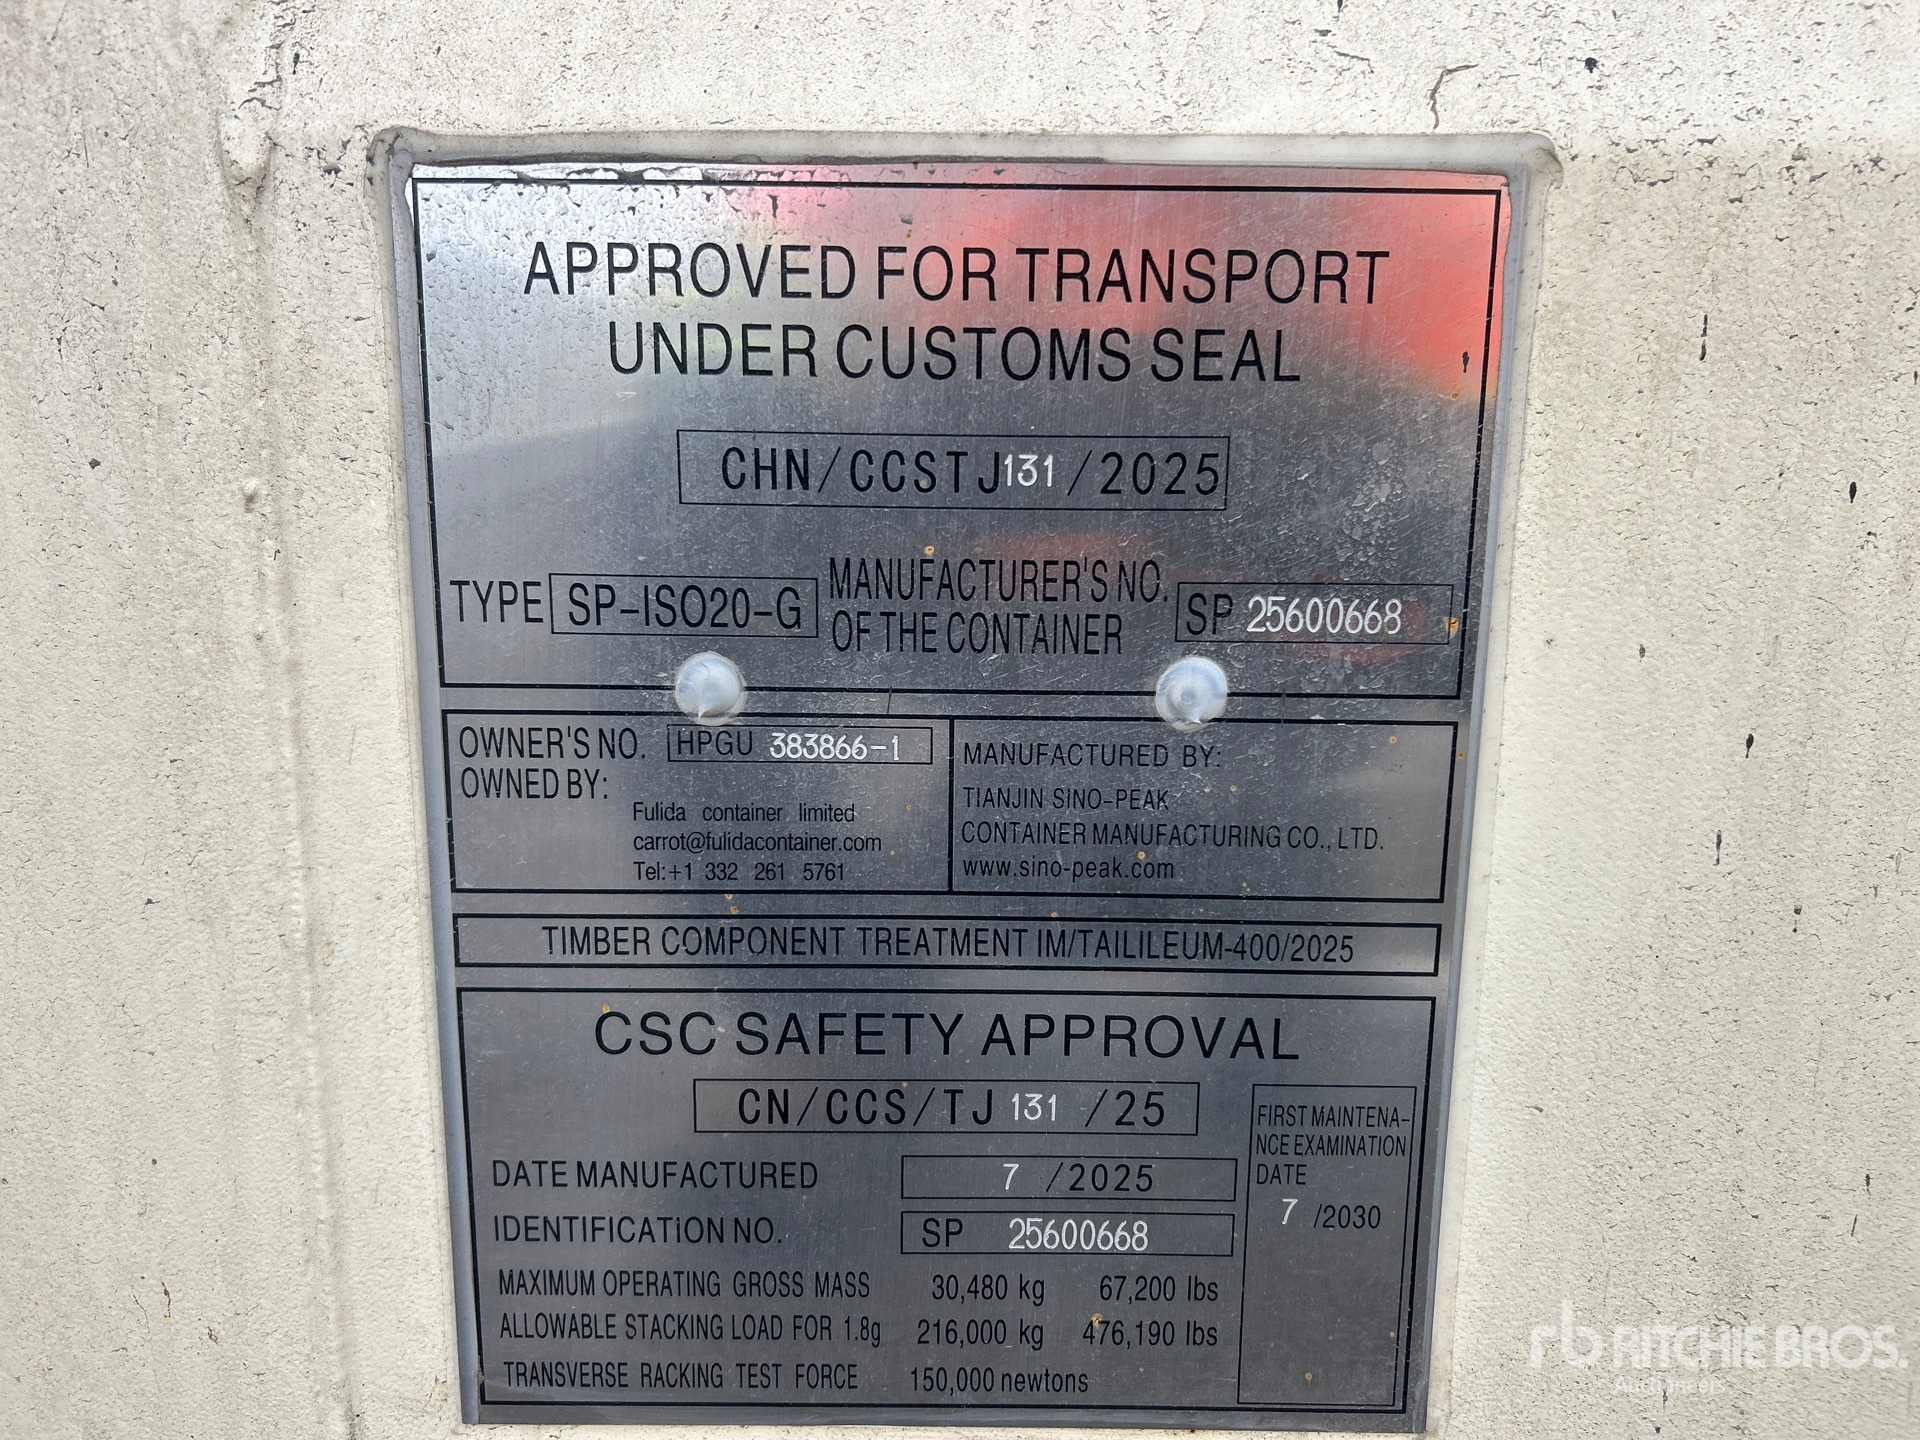 APPROVED FOR TRANSPORT
UNDER CUSTOMS SEAL
CHN/CCSTJ131/2025
TYPE SP-ISO20-G MANUFACTURER'S NO. OF THE CONTAINER SP 25600668
OWNER'S NO. HPGU 383866-1
OWNED BY:
Fulida container limited
carrot@fulidacontainer.com
Tel:+1 332 261 5761
MANUFACTURED BY:
TIANJIN SINO-PEAK
CONTAINER MANUFACTURING CO., LTD.
www.sino-peak.com
TIMBER COMPONENT TREATMENT IM/TAILILEUM-400/2025
CSC SAFETY APPROVAL
CN/CCS/TJ 131 /25
DATE MANUFACTURED 7 /2025
IDENTIFICATiON NO. SP 25600668
MAXIMUM OPERATING GROSS MASS 30,480 kg 67,200 lbs
ALLOWABLE STACKING LOAD FOR 1.8g 216,000 kg 476,190 lbs
TRANSVERSE RACKING TEST FORCE 150,000 newtons
FIRST MAINTENA-
NCE EXAMINATION
DATE
7 /2030
rb RITCHIE BROS.
Auctioneers